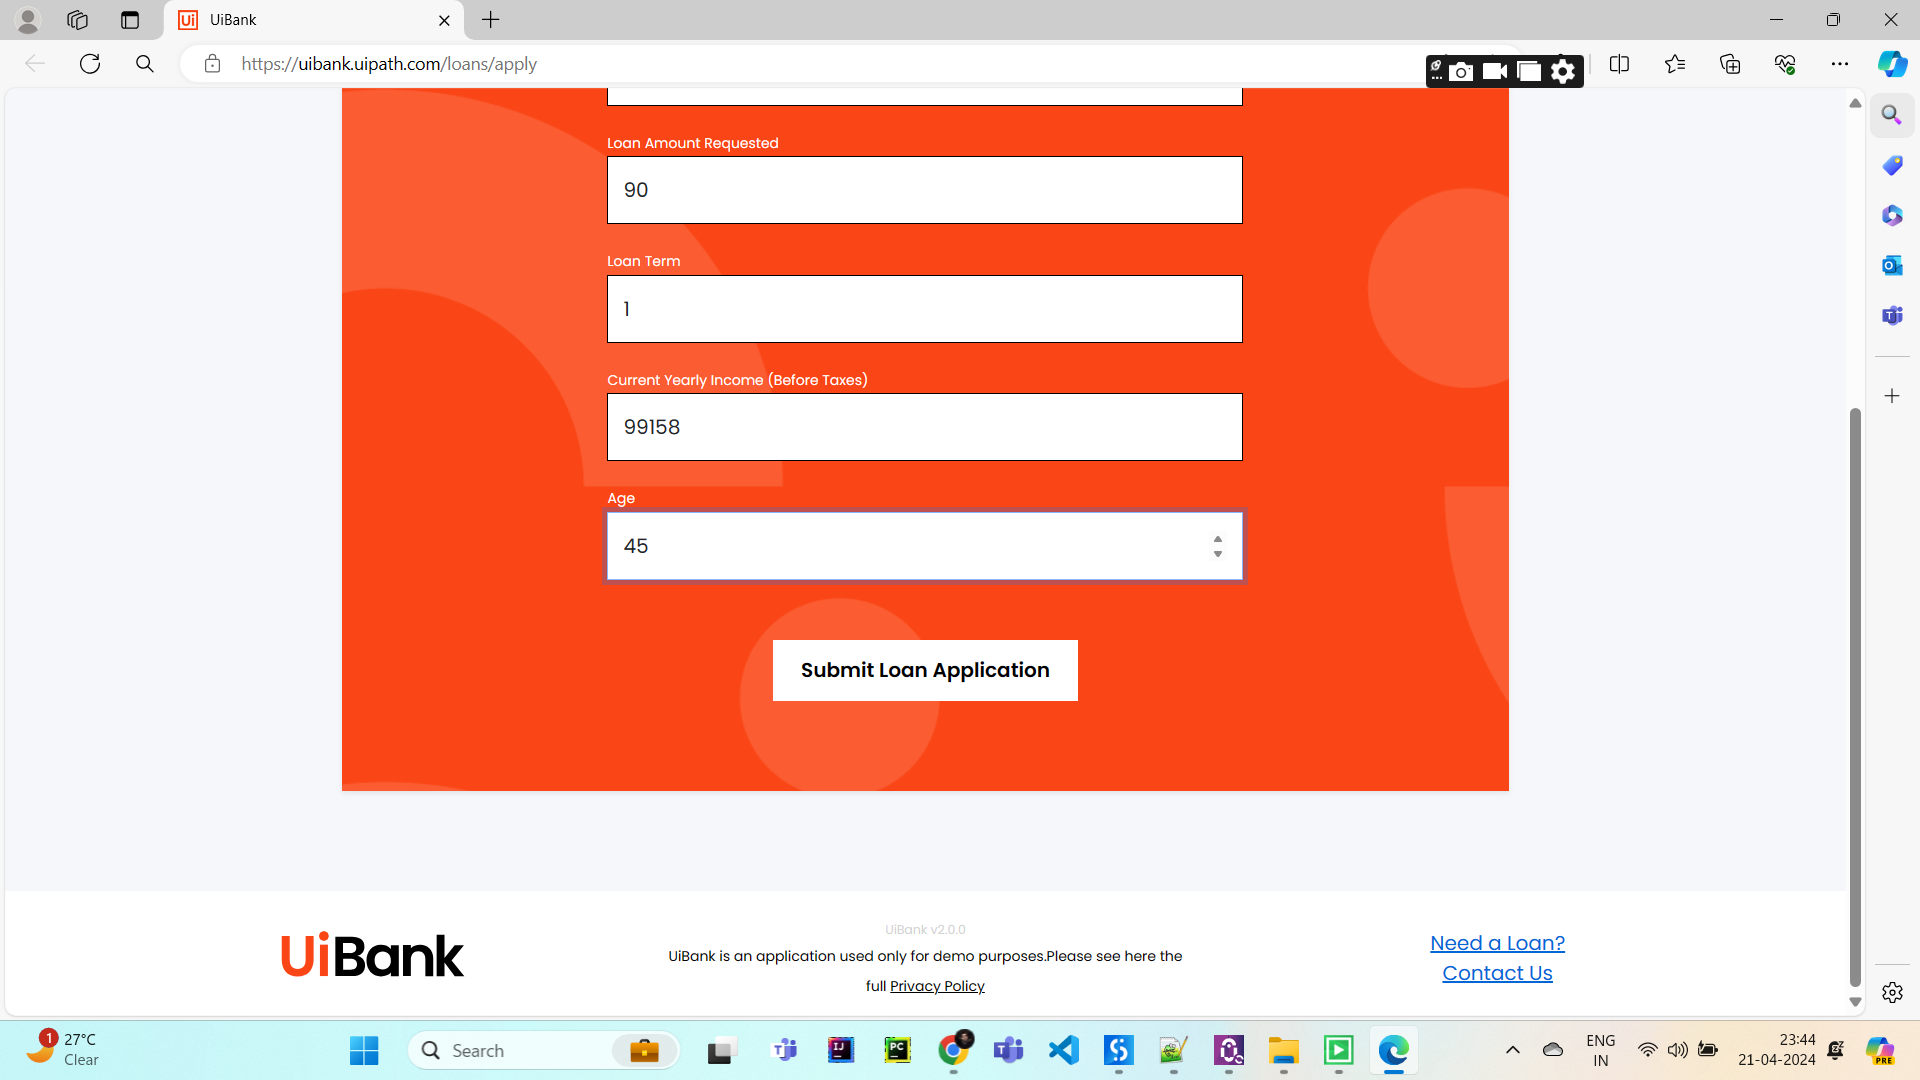 UiBank
https://uibank.uipath.com/loans/apply
Loan Amount Requested
90
Loan Term
1
Current Yearly Income (Before Taxes)
99158
Age
45
Submit Loan Application
UiBank
UiBank v2.0.0
UiBank is an application used only for demo purposes.Please see here the
full Privacy Policy
Need a Loan?
Contact Us
1
27°C
Clear
Search
ENG
IN
23:44
21-04-2024